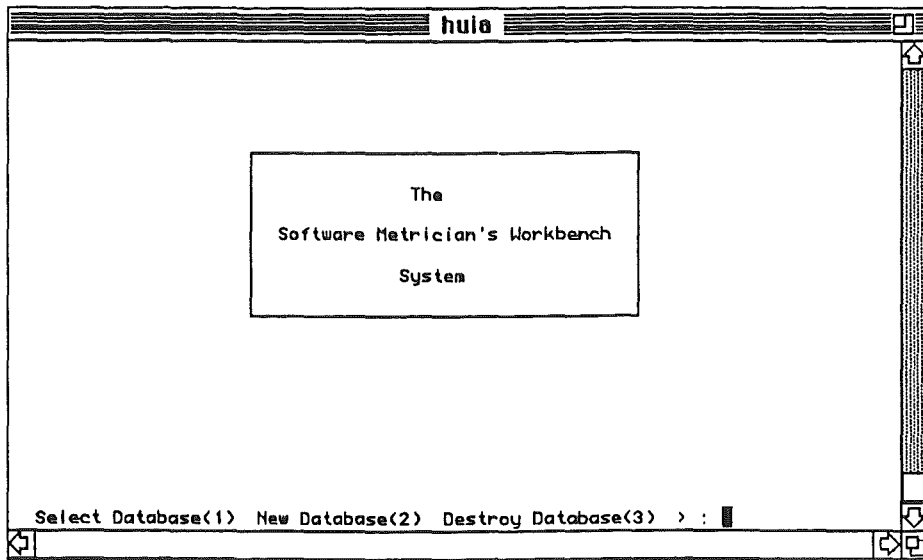 huia
The
Software Metrician's Workbench
System
Select Database(1) New Database(2) Destroy Database(3) > :